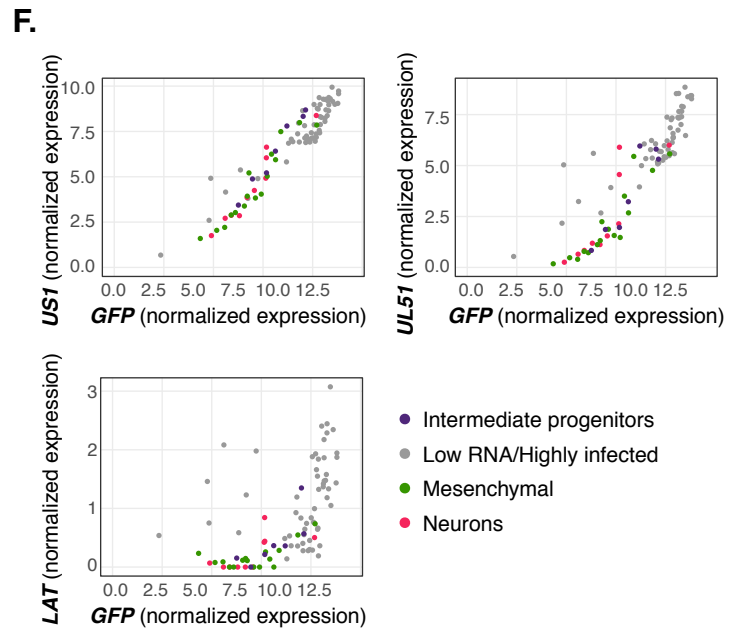 F.
US1 (normalized expression)
10.0
7.5
5.0
2.5
0.0
0.0 2.5 5.0 7.5 10.0 12.5
GFP (normalized expression)
UL51 (normalized expression)
7.5
5.0
2.5
0.0
0.0 2.5 5.0 7.5 10.0 12.5
GFP (normalized expression)
LAT (normalized expression)
3
2
1
0
0.0 2.5 5.0 7.5 10.0 12.5
GFP (normalized expression)
Intermediate progenitors
Low RNA/Highly infected
Mesenchymal
Neurons